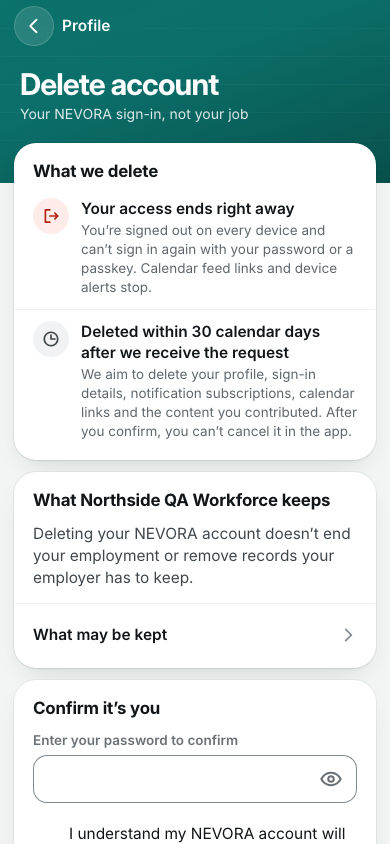 Profile
Delete account
Your NEVORA sign-in, not your job
What we delete
Your access ends right away
You’re signed out on every device and
can’t sign in again with your password or a
passkey. Calendar feed links and device
alerts stop.
Deleted within 30 calendar days
after we receive the request
We aim to delete your profile, sign-in
details, notification subscriptions, calendar
links and the content you contributed. After
you confirm, you can’t cancel it in the app.
What Northside QA Workforce keeps
Deleting your NEVORA account doesn’t end
your employment or remove records your
employer has to keep.
What may be kept
Confirm it’s you
Enter your password to confirm
I understand my NEVORA account will